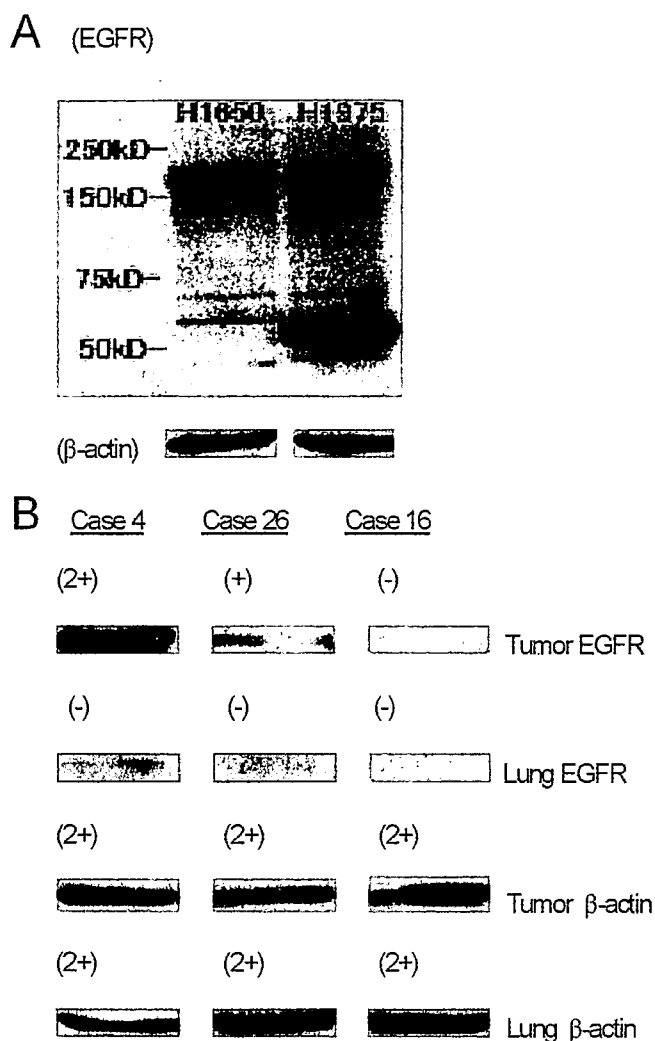 A (EGFR)
H1650 H1975
250kD
150kD
75kD
50kD
(β-actin)
B Case 4 Case 26 Case 16
(2+) (+) (-)
Tumor EGFR
(-) (-) (-)
Lung EGFR
(2+) (2+) (2+)
Tumor β-actin
(2+) (2+) (2+)
Lung β-actin